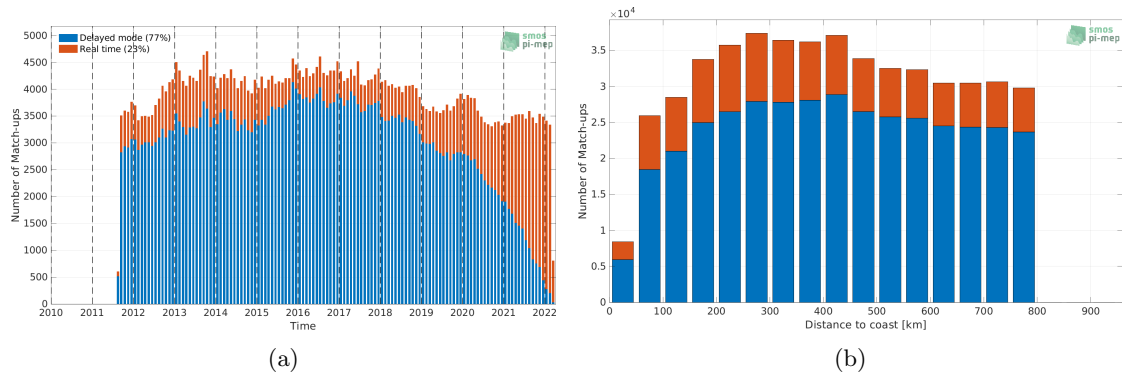 Delayed mode (77%)
Real time (23%)
smos
pi-mep
Number of Match-ups
5000
4500
4000
3500
3000
2500
2000
1500
1000
500
0
2010 2011 2012 2013 2014 2015 2016 2017 2018 2019 2020 2021 2022
Time
(a)
×10⁴
smos
pi-mep
Number of Match-ups
3.5
3
2.5
2
1.5
1
0.5
0
0 100 200 300 400 500 600 700 800 900
Distance to coast [km]
(b)